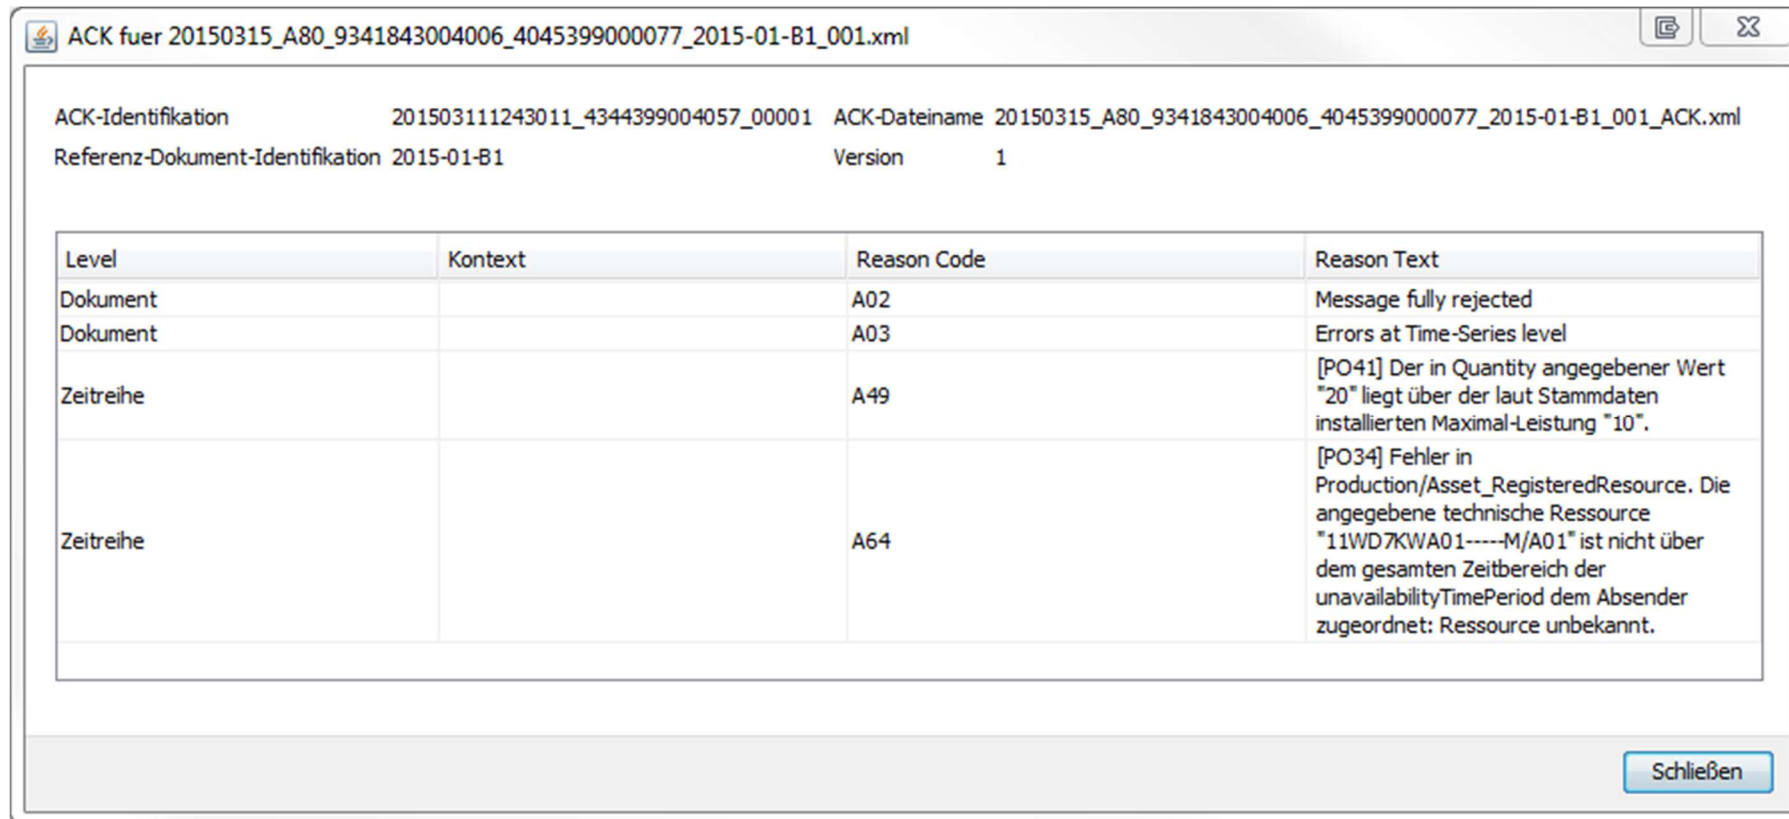 ACK fuer 20150315_A80_9341843004006_4045399000077_2015-01-B1_001.xml
ACK-Identifikation 201503111243011_4344399004057_00001 ACK-Dateiname 20150315_A80_9341843004006_4045399000077_2015-01-B1_001_ACK.xml
Referenz-Dokument-Identifikation 2015-01-B1 Version 1
Level Kontext Reason Code Reason Text
Dokument A02 Message fully rejected
Dokument A03 Errors at Time-Series level
Zeitreihe A49 [PO41] Der in Quantity angegebener Wert
"20" liegt über der laut Stammdaten
installierten Maximal-Leistung "10".
Zeitreihe A64 [PO34] Fehler in
Production/Asset_RegisteredResource. Die
angegebene technische Ressource
"11WD7KWA01-----M/A01" ist nicht über
dem gesamten Zeitbereich der
unavailabilityTimePeriod dem Absender
zugeordnet: Ressource unbekannt.
Schließen